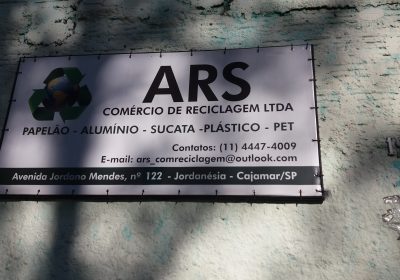 ARS
COMÉRCIO DE RECICLAGEM LTDA
PAPELÃO - ALUMÍNIO - SUCATA -PLÁSTICO - PET
Contatos: (11) 4447-4009
E-mail: ars_comreciclagem@outlook.com
Avenida Jordano Mendes, nº 122 - Jordanésia - Cajamar/SP